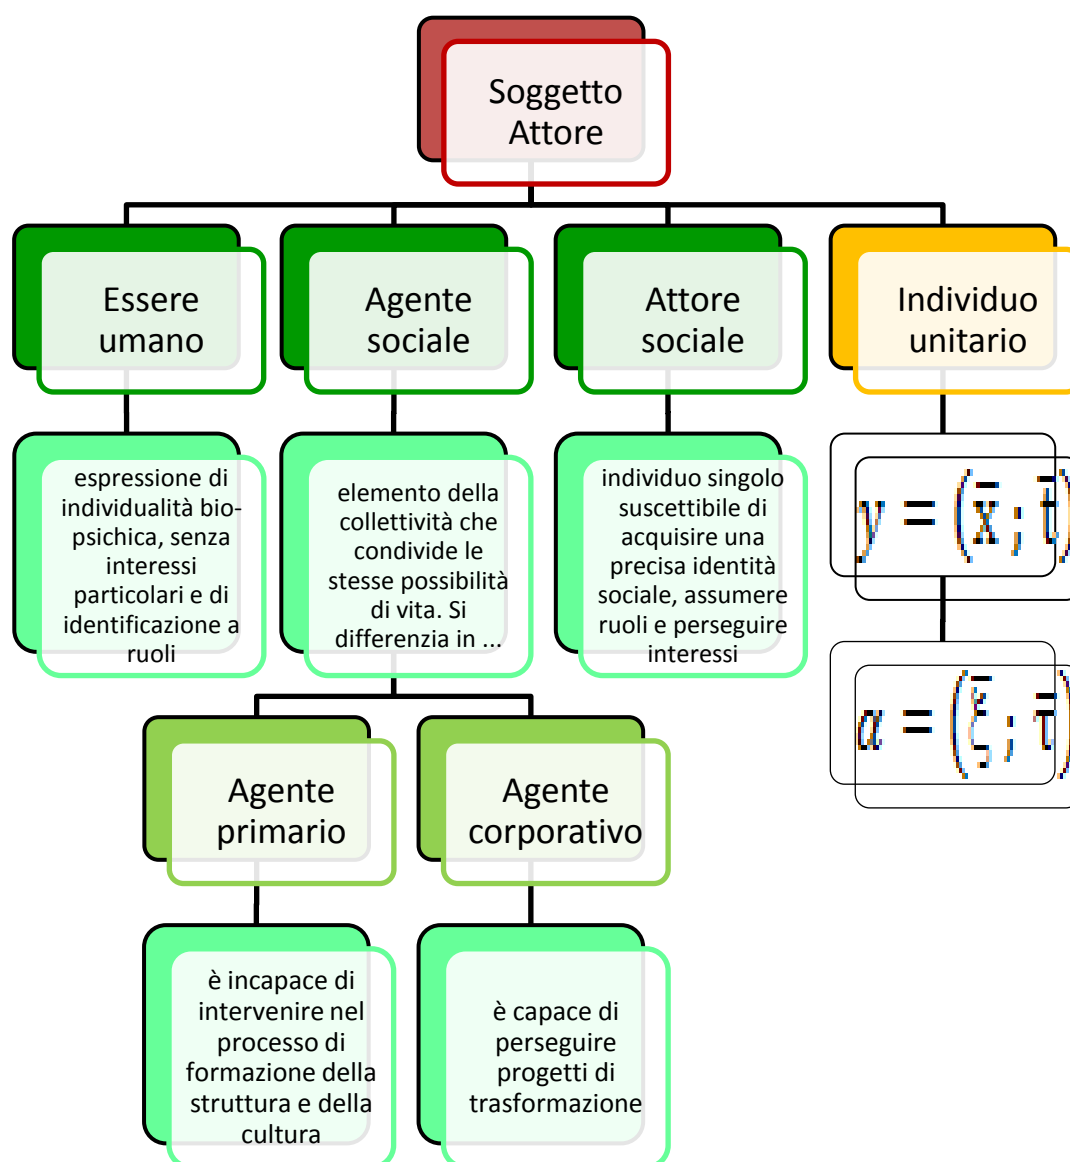 Soggetto
Attore
Essere
umano
Agente
sociale
Attore
sociale
Individuo
unitario
espressione di
individualità bio-
psichica, senza
interessi
particolari e di
identificazione a
ruoli
elemento della
collettività che
condivide le
stesse possibilità
di vita. Si
differenzia in ...
individuo singolo
suscettibile di
acquisire una
precisa identità
sociale, assumere
ruoli e perseguire
interessi
y = (x̄ ; t̄)
α = (ξ̄ ; τ̄)
Agente
primario
Agente
corporativo
è incapace di
intervenire nel
processo di
formazione della
struttura e della
cultura
è capace di
perseguire
progetti di
trasformazione